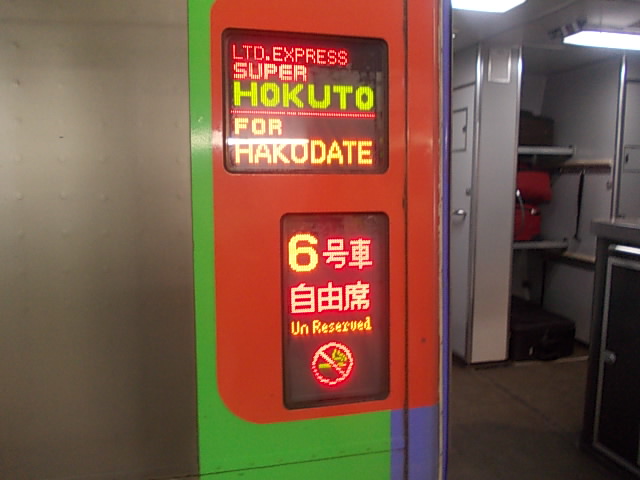 LTD.EXPRESS
SUPER
HOKUTO
FOR
HAKODATE
6号車
自由席
Un Reserved